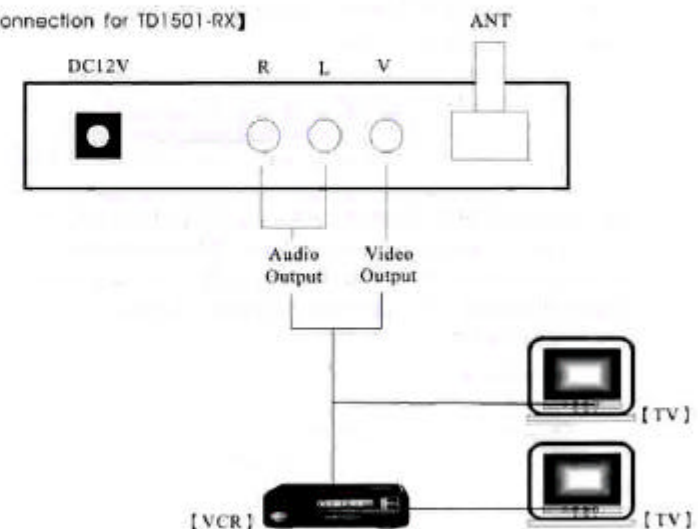 onnection for TD1501-RX】
ANT
DC12V R L V
Audio Output
Video Output
【TV】
【VCR】
【TV】